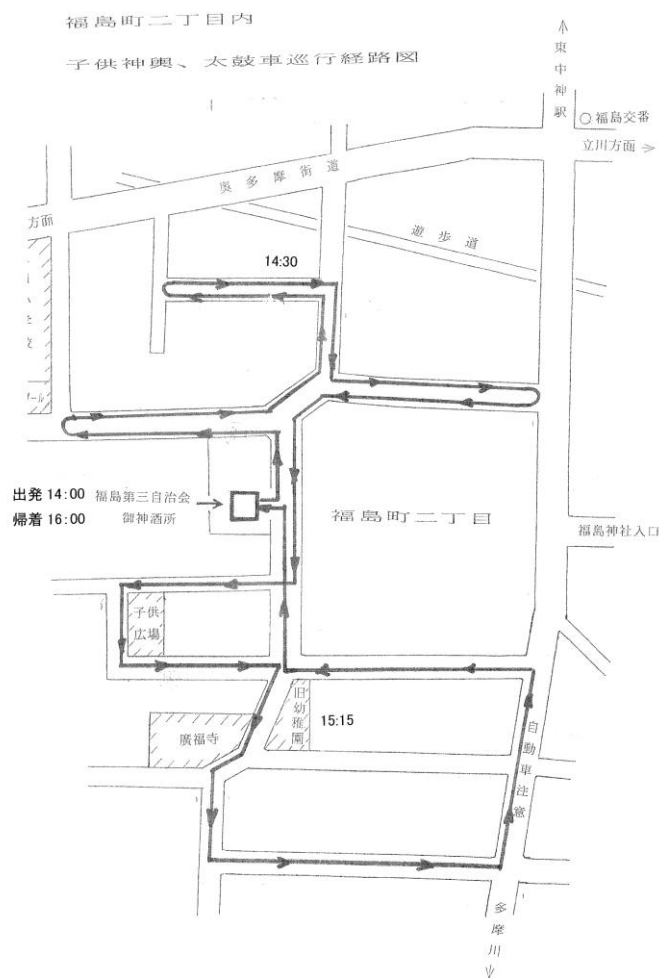 福島町二丁目内
子供神輿、太鼓車巡行経路図
東中神駅
福島交番
立川方面
奥多摩街道
方面
遊歩道
14:30
出発 14:00
帰着 16:00
福島第三自治会
御神酒所
福島町二丁目
福島神社入口
子供
広場
旧幼稚園
15:15
廣福寺
自動車注意
多摩川